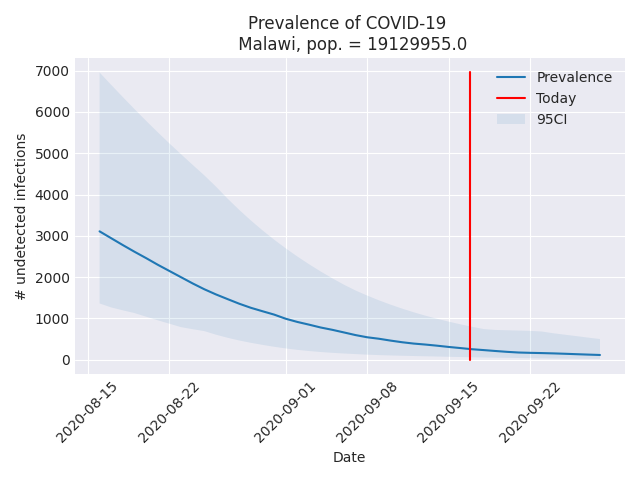 Prevalence of COVID-19
Malawi, pop. = 19129955.0
7000
6000
5000
4000
3000
2000
1000
0
# undetected infections
Prevalence
Today
95CI
2020-08-15
2020-08-22
2020-09-01
2020-09-08
2020-09-15
2020-09-22
Date